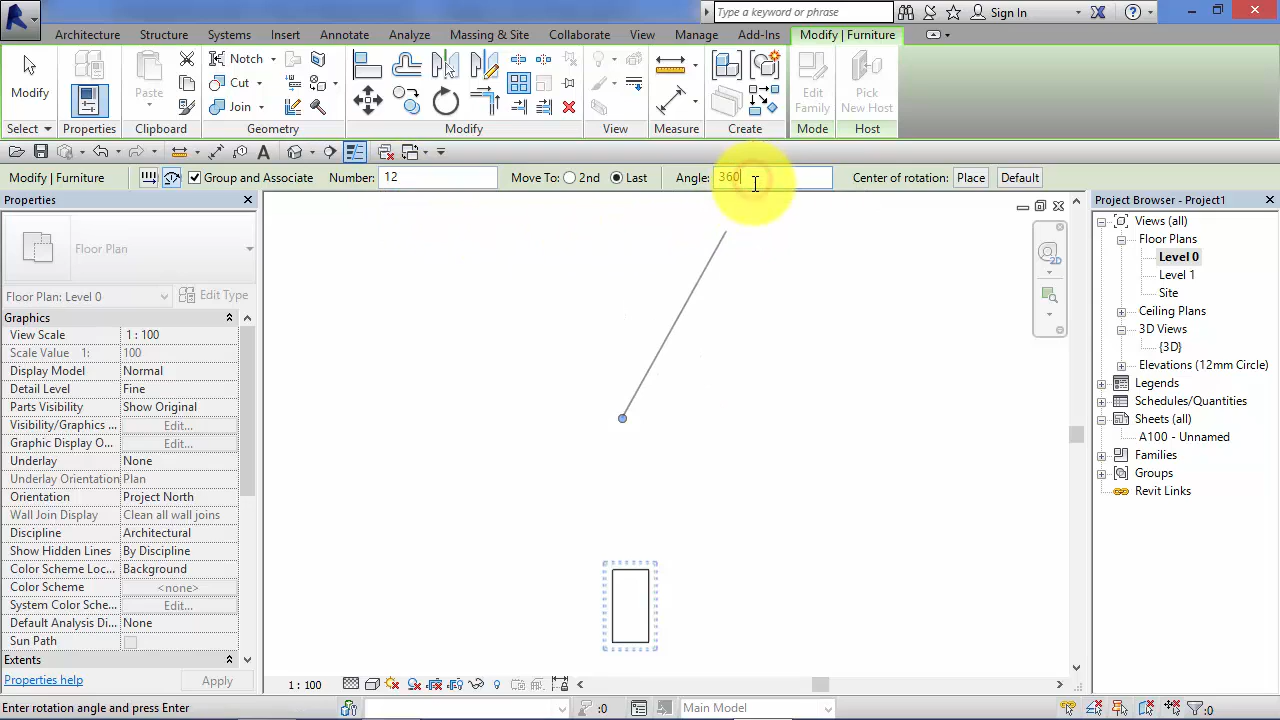 Type a keyword or phrase
Sign In
Architecture Structure Systems Insert Annotate Analyze Massing & Site Collaborate View Manage Add-Ins Modify | Furniture
Modify
Paste
Notch
Cut
Join
Edit Family
Pick New Host
Select Properties Clipboard Geometry Modify View Measure Create Mode Host
Modify | Furniture Group and Associate Number: 12 Move To: 2nd Last Angle: 360 Center of rotation: Place Default
Properties
Floor Plan
Floor Plan: Level 0 Edit Type
Graphics
View Scale 1 : 100
Scale Value 1: 100
Display Model Normal
Detail Level Fine
Parts Visibility Show Original
Visibility/Graphics ... Edit...
Graphic Display O... Edit...
Underlay None
Underlay Orientation Plan
Orientation Project North
Wall Join Display Clean all wall joins
Discipline Architectural
Show Hidden Lines By Discipline
Color Scheme Loc... Background
Color Scheme <none>
System Color Sche... Edit...
Default Analysis D... None
Sun Path
Extents
Properties help Apply
2D
Project Browser - Project1
Views (all)
Floor Plans
Level 0
Level 1
Site
Ceiling Plans
3D Views
{3D}
Elevations (12mm Circle)
Legends
Schedules/Quantities
Sheets (all)
A100 - Unnamed
Families
Groups
Revit Links
1 : 100
Enter rotation angle and press Enter :0 Main Model :0